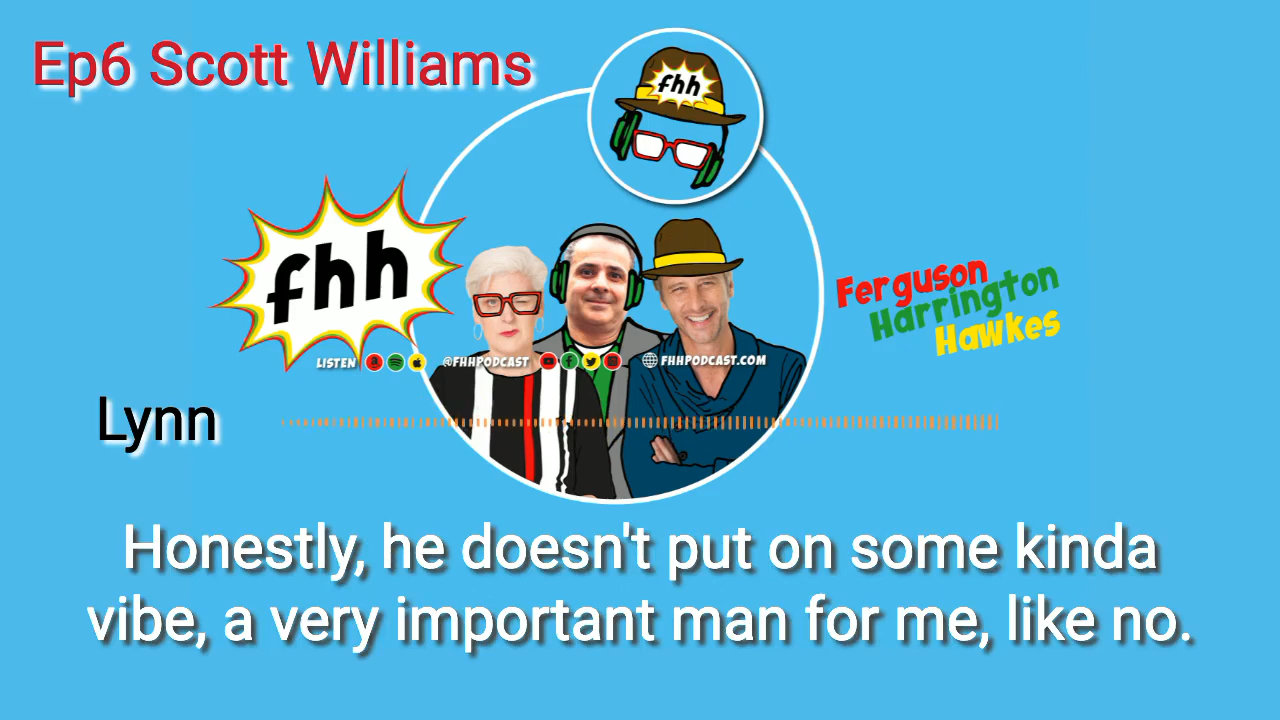 Ep6 Scott Williams
fhh
fhh
Ferguson
Harrington
Hawkes
LISTEN @FHHPODCAST FHHPODCAST.COM
Lynn
Honestly, he doesn't put on some kinda
vibe, a very important man for me, like no.